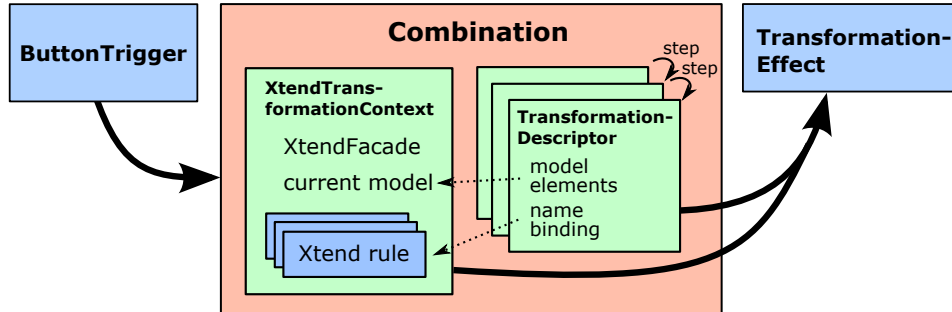 ButtonTrigger
Combination
Transformation-
Effect
XtendTrans-
formationContext
XtendFacade
current model
Xtend rule
step
step
Transformation-
Descriptor
model
elements
name
binding